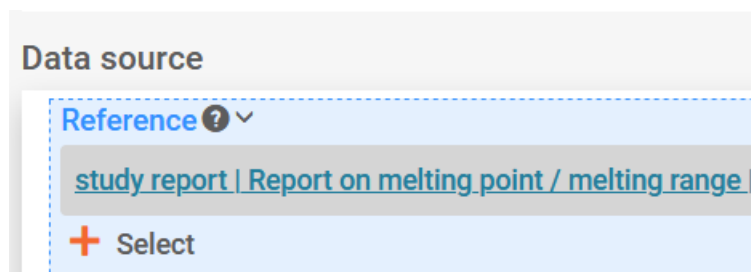 Data source
Reference
study report | Report on melting point / melting range |
+ Select